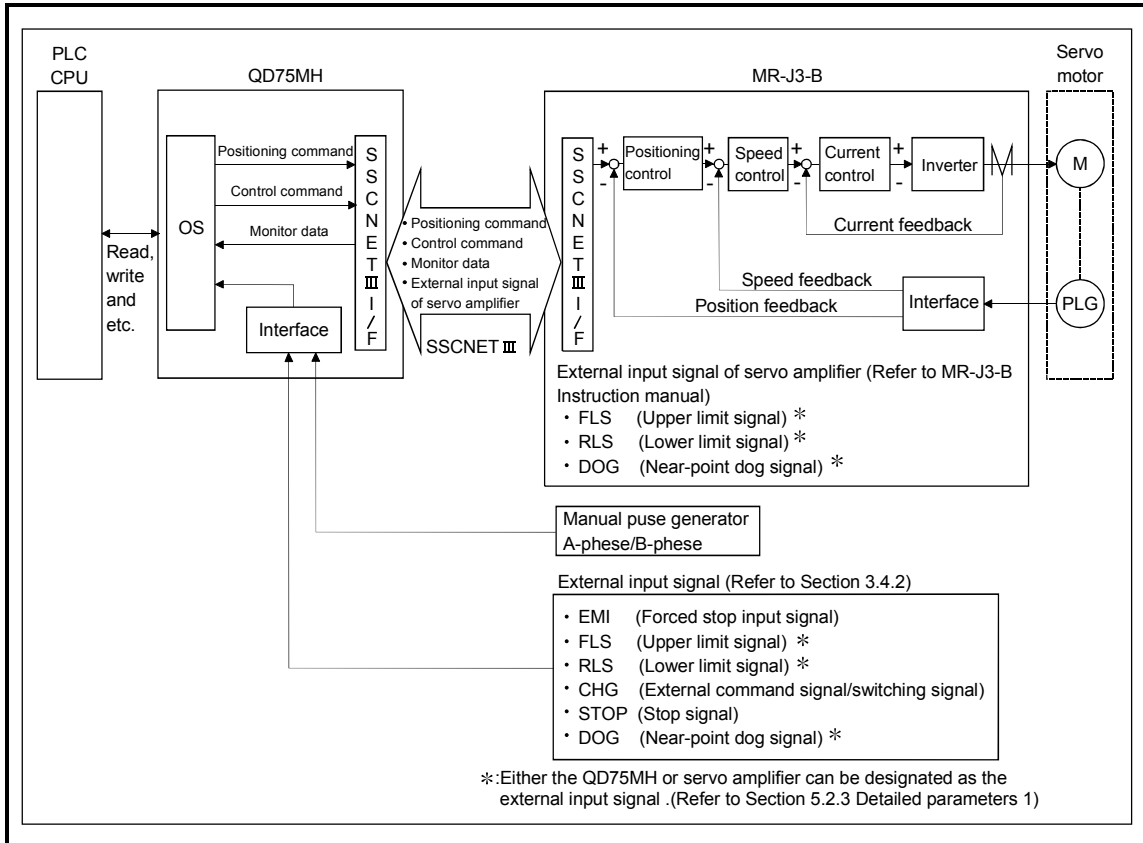 PLC
CPU
QD75MH
MR-J3-B
Servo
motor
OS
Positioning command
Control command
Monitor data
Interface
SSCNET III I/F
Read,
write
and
etc.
• Positioning command
• Control command
• Monitor data
• External input signal
of servo amplifier
SSCNET III
SSCNET III I/F
+
-
Positioning
control
+
-
Speed
control
+
-
Current
control
+
-
Inverter
M
Current feedback
Speed feedback
Position feedback
Interface
PLG
External input signal of servo amplifier (Refer to MR-J3-B
Instruction manual)
・ FLS (Upper limit signal) *
・ RLS (Lower limit signal) *
・ DOG (Near-point dog signal) *
Manual puse generator
A-phese/B-phese
External input signal (Refer to Section 3.4.2)
・ EMI (Forced stop input signal)
・ FLS (Upper limit signal) *
・ RLS (Lower limit signal) *
・ CHG (External command signal/switching signal)
・ STOP (Stop signal)
・ DOG (Near-point dog signal) *
*:Either the QD75MH or servo amplifier can be designated as the
external input signal .(Refer to Section 5.2.3 Detailed parameters 1)